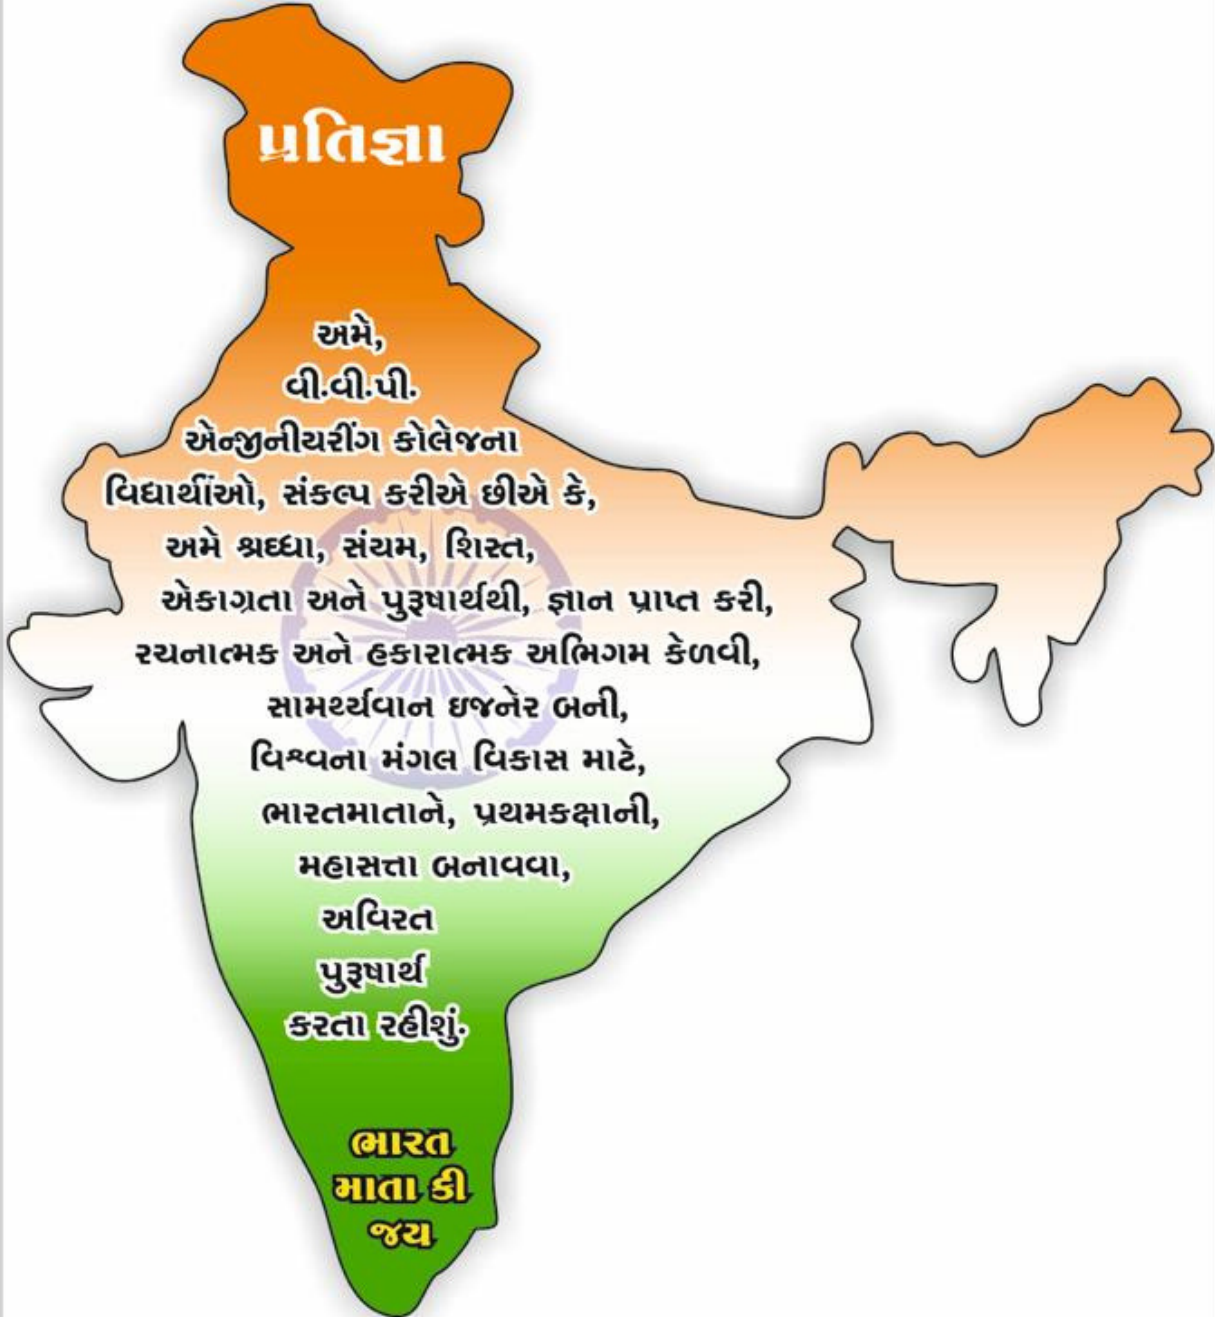 પ્રતિજ્ઞા
અમે,
વી.વી.પી.
એન્જીનીયરીંગ કોલેજના
વિદ્યાર્થીઓ, સંકલ્પ કરીએ છીએ કે,
અમે શ્રધ્ધા, સંયમ, શિસ્ત,
એકાગ્રતા અને પુરૂષાર્થથી, જ્ઞાન પ્રાપ્ત કરી,
રચનાત્મક અને હકારાત્મક અભિગમ કેળવી,
સામર્થ્યવાન ઇજનેર બની,
વિશ્વના મંગલ વિકાસ માટે,
ભારતમાતાને, પ્રથમકક્ષાની,
મહાસત્તા બનાવવા,
અવિરત
પુરૂષાર્થ
કરતા રહીશું.
ભારત
માતા કી
જય